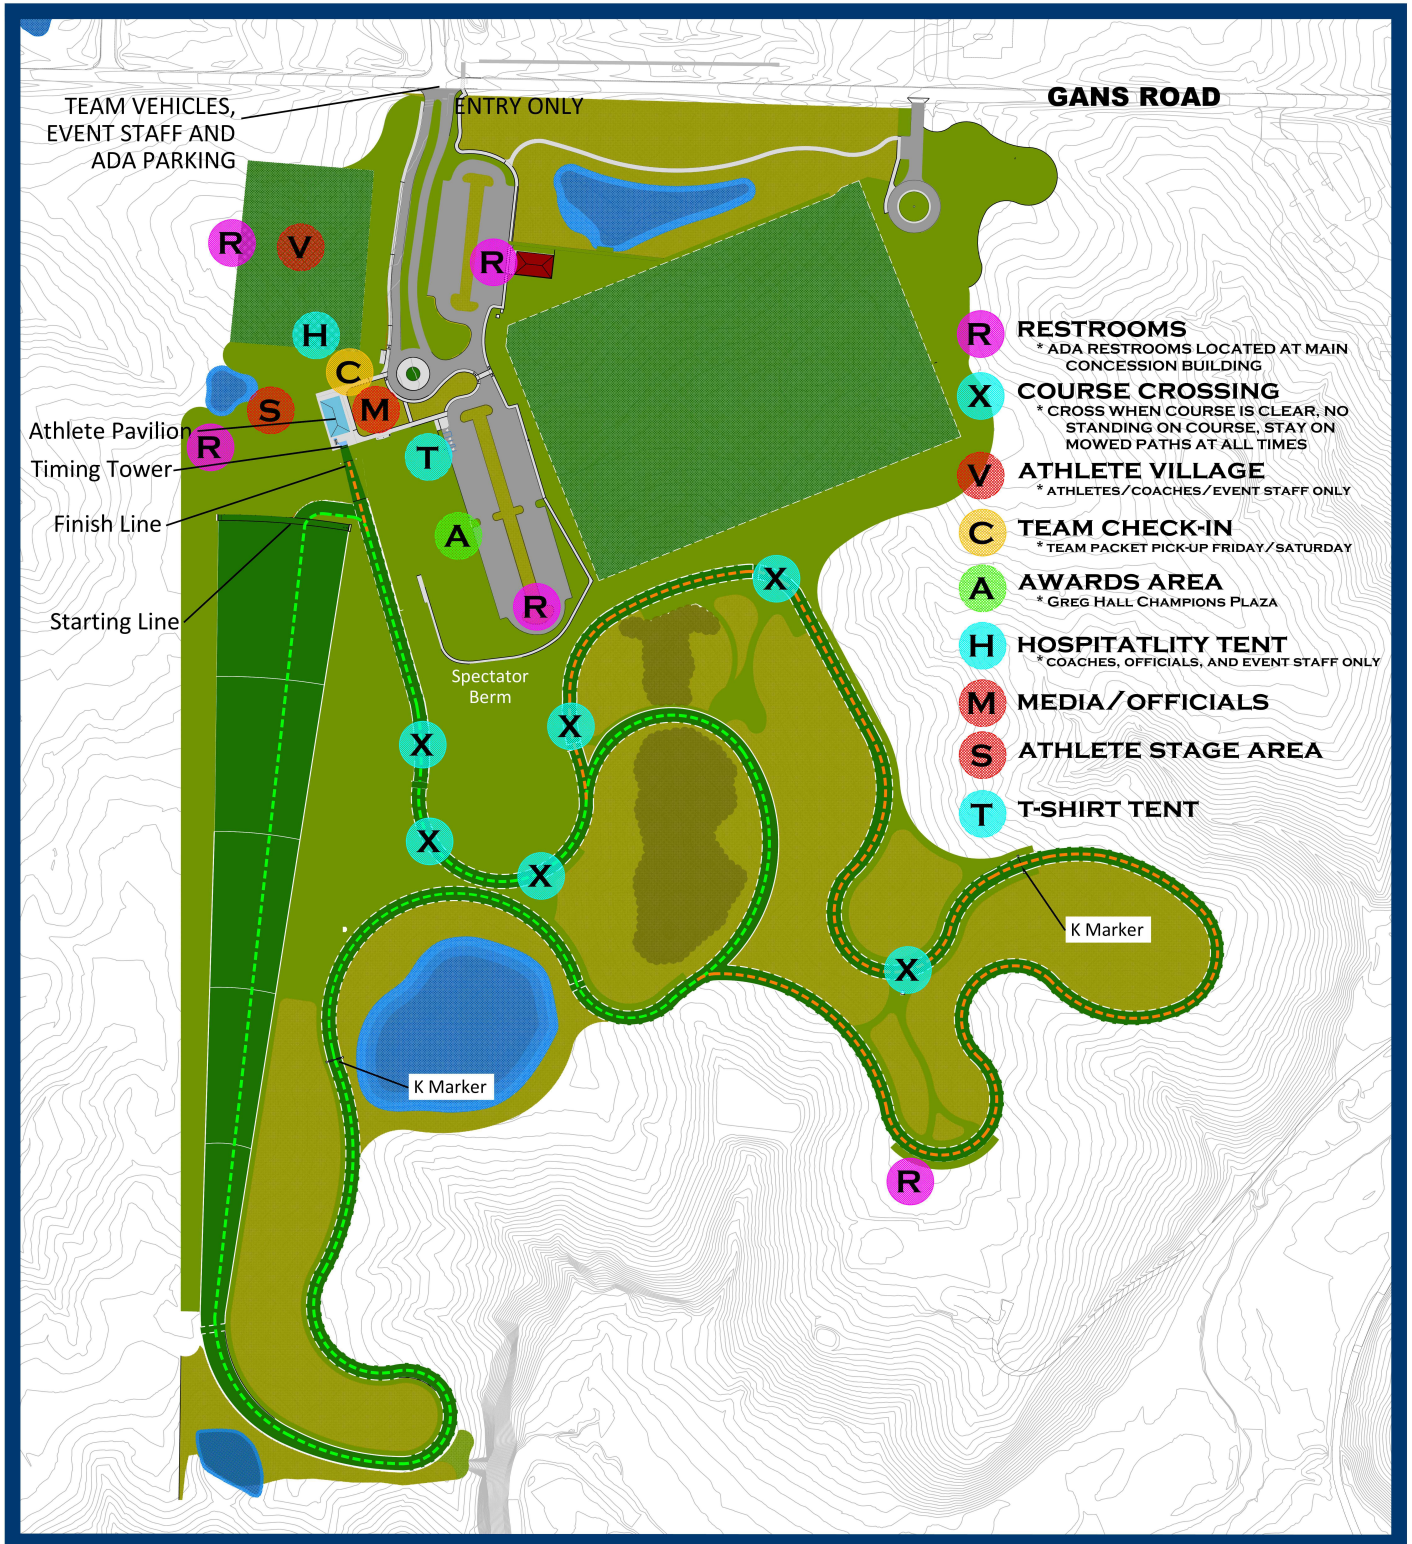 TEAM VEHICLES,
EVENT STAFF AND
ADA PARKING
ENTRY ONLY
GANS ROAD
R
V
R
H
C
S
M
R
T
A
R
Athlete Pavilion
Timing Tower
Finish Line
Starting Line
Spectator
Berm
X
X
X
X
X
X
K Marker
K Marker
R
R RESTROOMS
* ADA RESTROOMS LOCATED AT MAIN
CONCESSION BUILDING
X COURSE CROSSING
* CROSS WHEN COURSE IS CLEAR, NO
STANDING ON COURSE, STAY ON
MOWED PATHS AT ALL TIMES
V ATHLETE VILLAGE
* ATHLETES/COACHES/EVENT STAFF ONLY
C TEAM CHECK-IN
* TEAM PACKET PICK-UP FRIDAY/SATURDAY
A AWARDS AREA
* GREG HALL CHAMPIONS PLAZA
H HOSPITATLITY TENT
* COACHES, OFFICIALS, AND EVENT STAFF ONLY
M MEDIA/OFFICIALS
S ATHLETE STAGE AREA
T T-SHIRT TENT